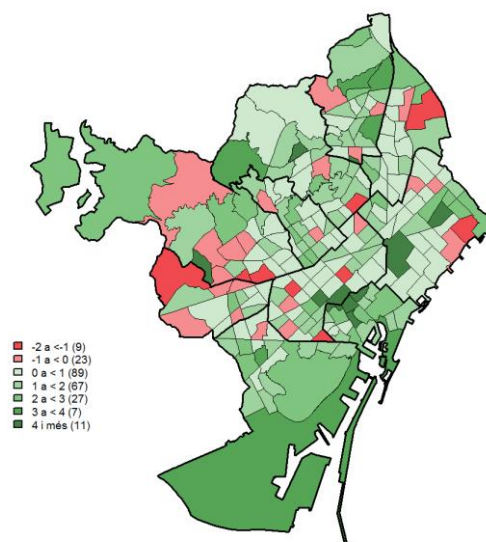 -2 a <-1 (9)
-1 a <0 (23)
0 a < 1 (89)
1 a < 2 (67)
2 a < 3 (27)
3 a < 4 (7)
4 i més (11)